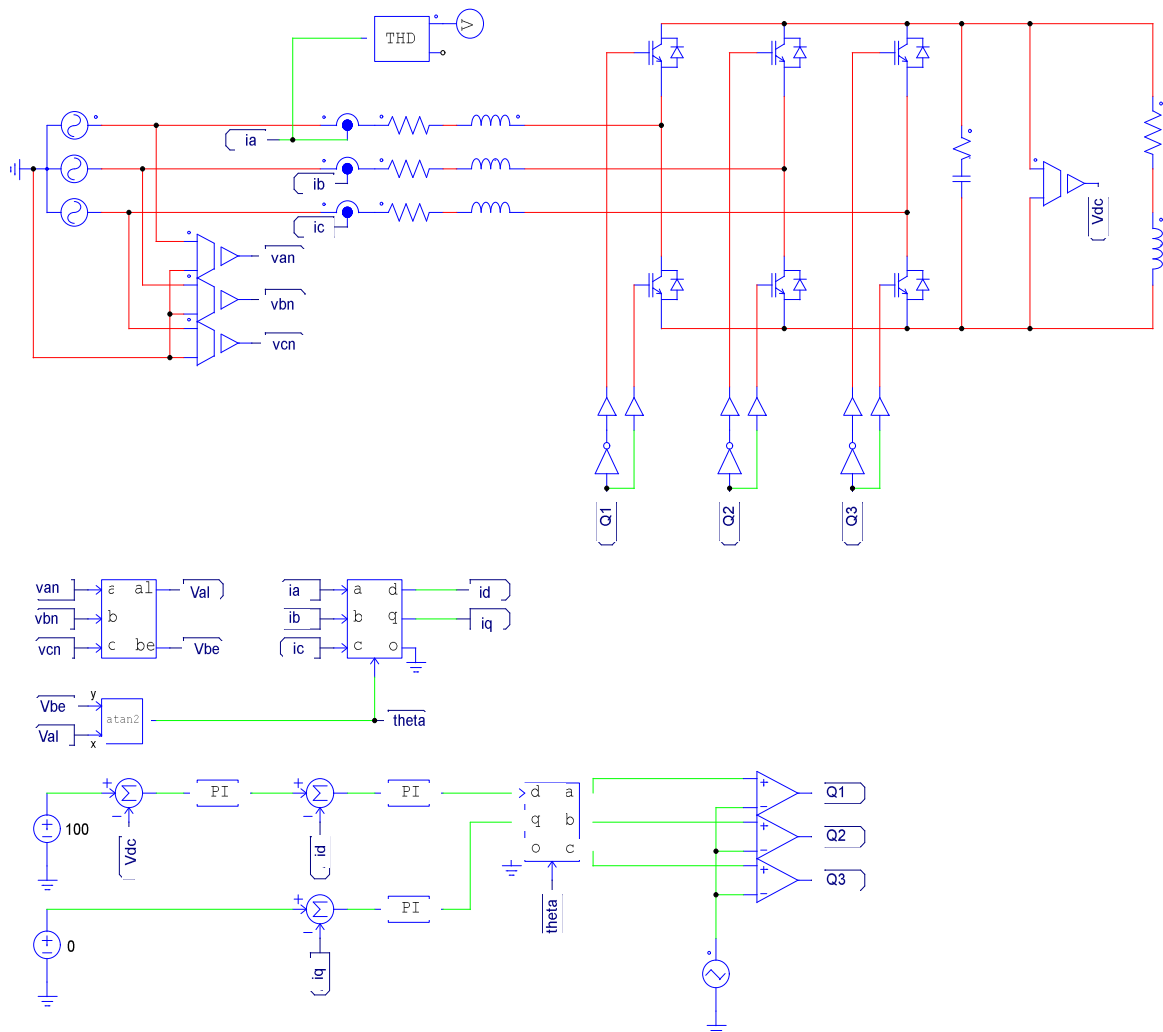 THD V
ia
ib
ic
van
vbn
vcn
Vdc
Q1 Q2 Q3
van a al Val
vbn b
vcn c be Vbe
ia a d id
ib b q iq
ic c o
Vbe y
atan2 theta
Val x
+ Σ PI + Σ PI d a + Q1
100 − Vdc − id q b − + Q2
o c − + Q3
0 + Σ PI theta −
− iq